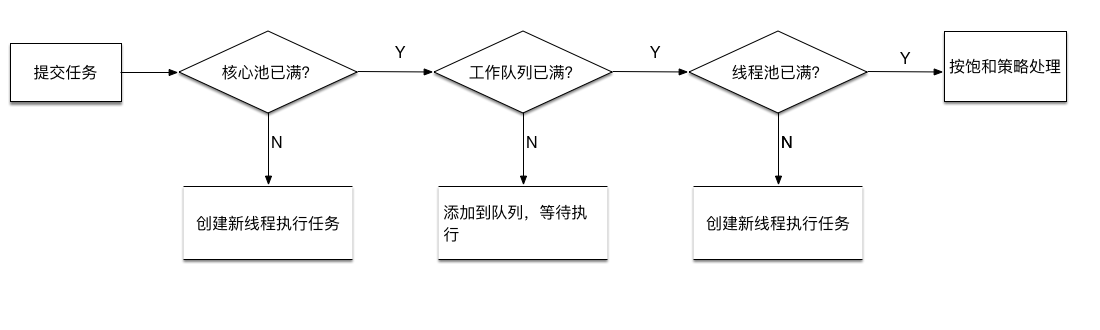 提交任务
核心池已满?
Y
工作队列已满?
Y
线程池已满?
Y
按饱和策略处理
N
N
N
创建新线程执行任务
添加到队列，等待执
行
创建新线程执行任务